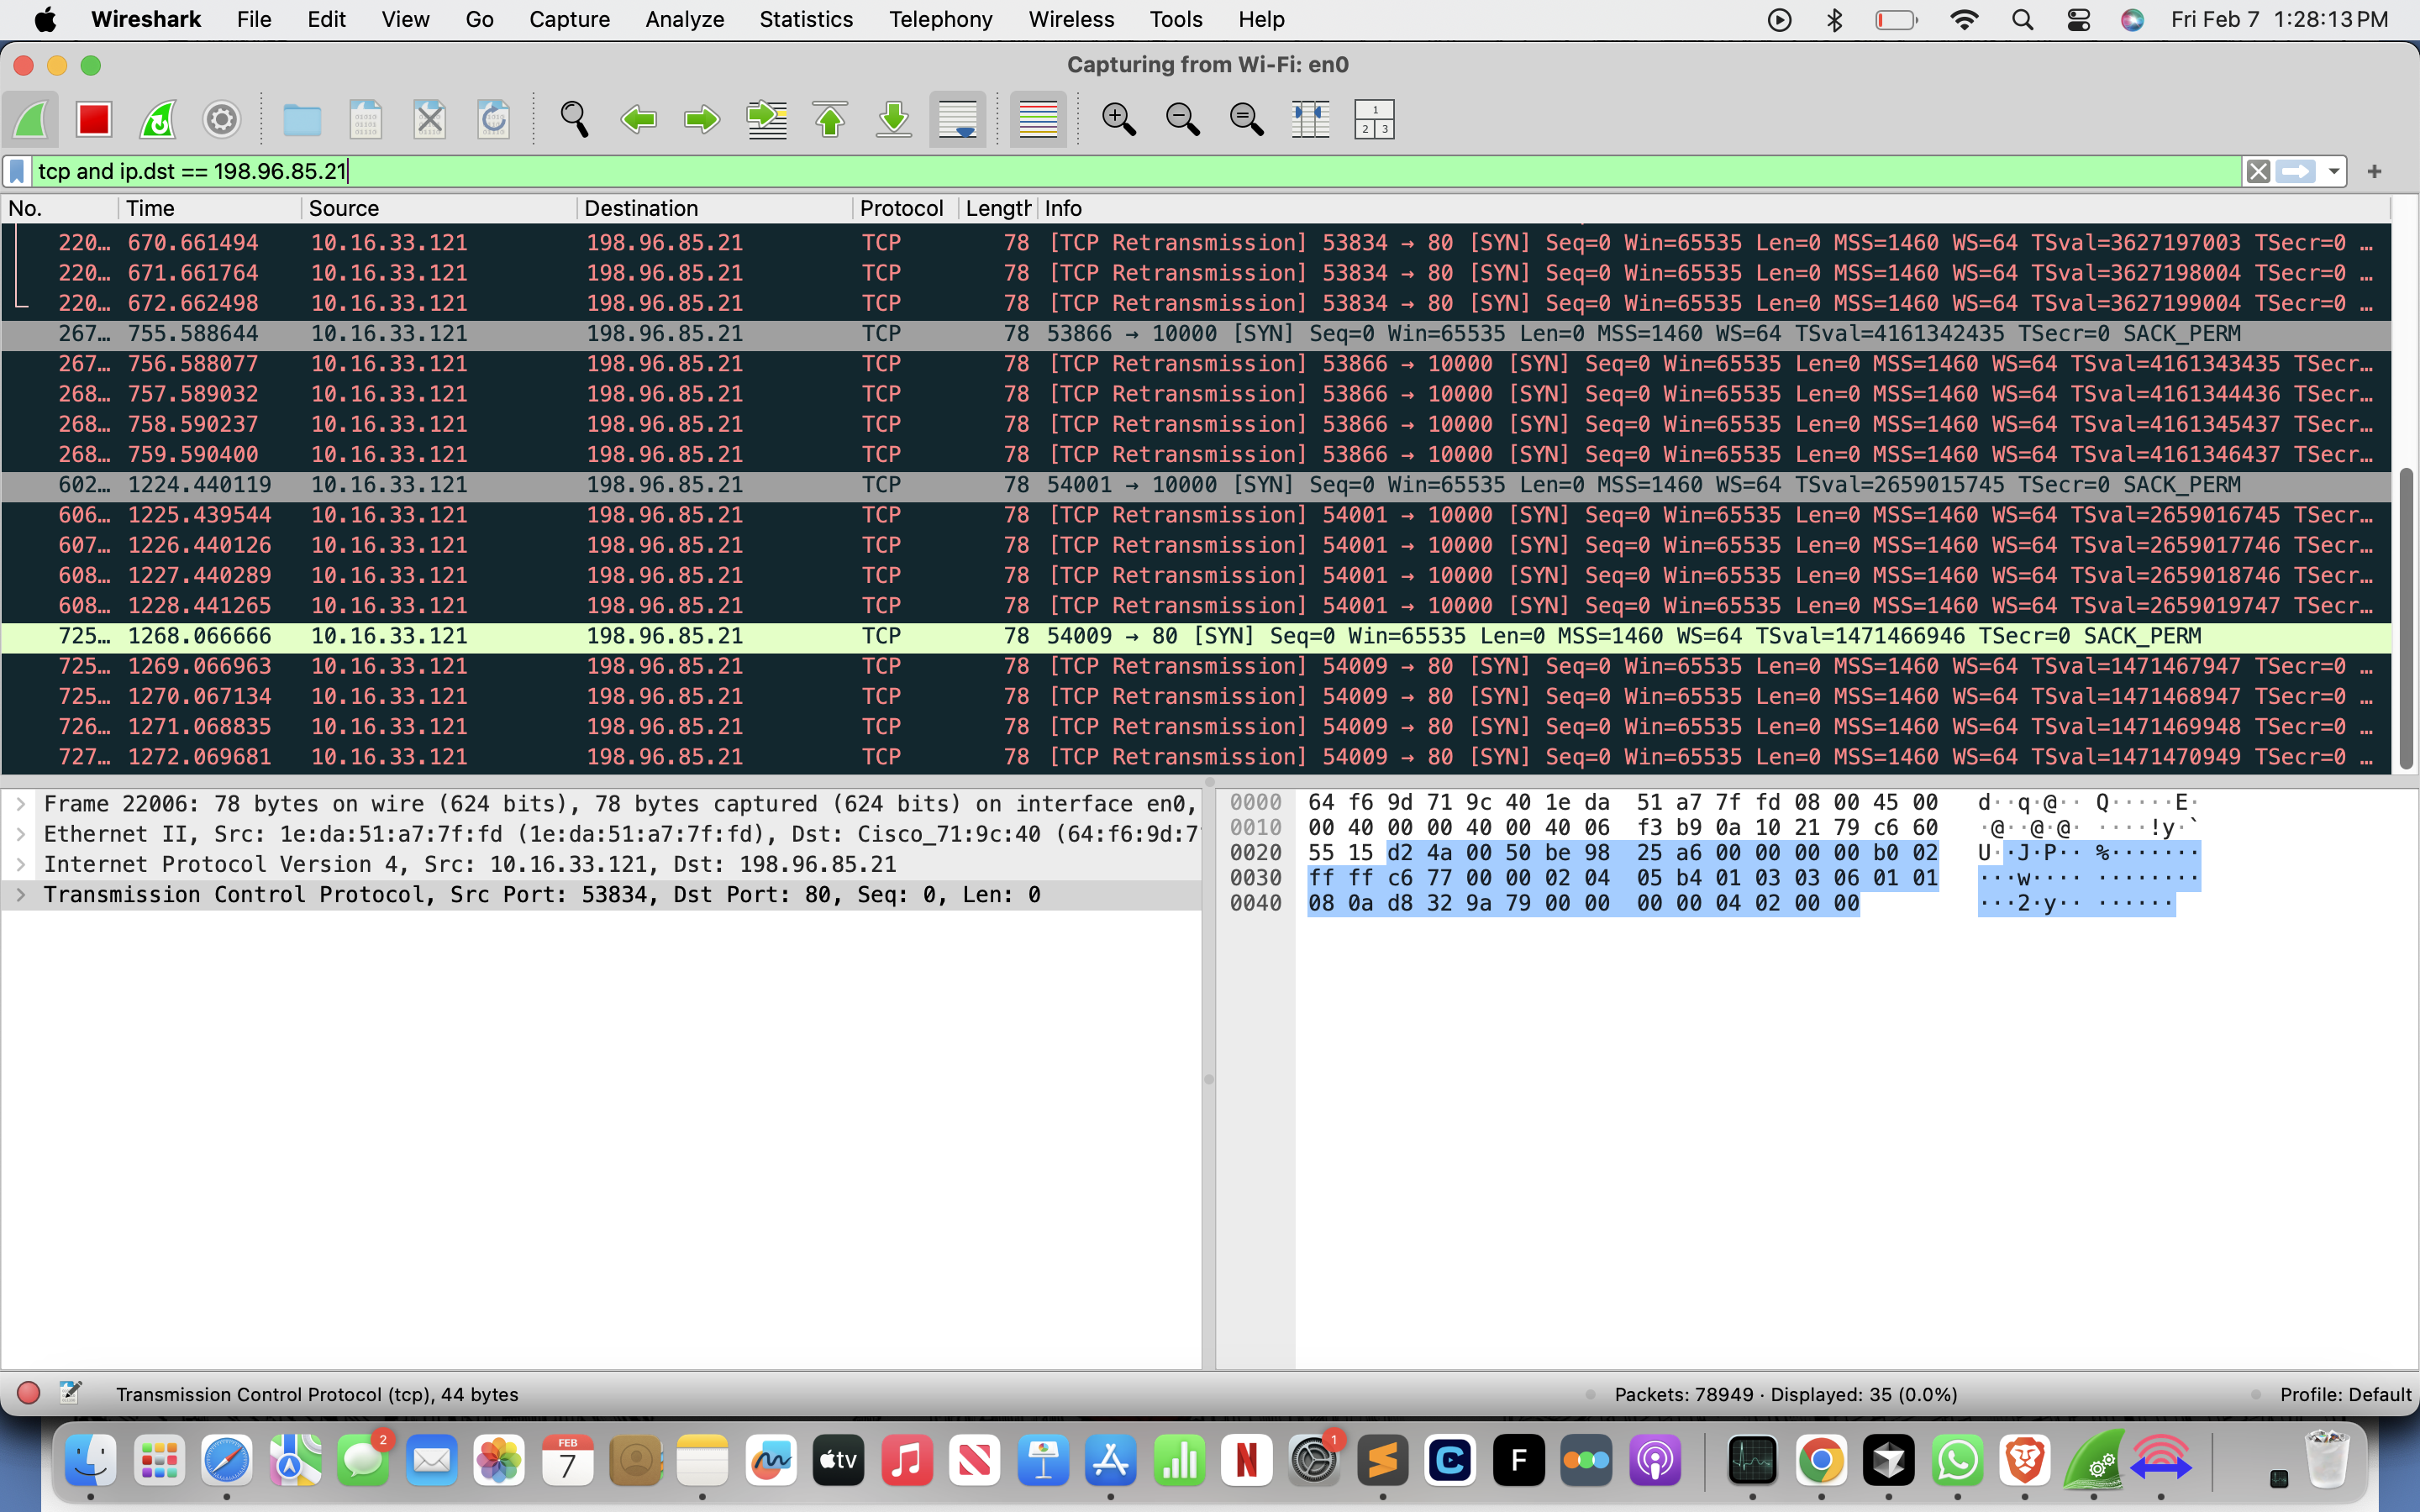 Wireshark File Edit View Go Capture Analyze Statistics Telephony Wireless Tools Help Fri Feb 7 1:28:13 PM
Capturing from Wi-Fi: en0
tcp and ip.dst == 198.96.85.21
No. Time Source Destination Protocol Length Info
220… 670.661494 10.16.33.121 198.96.85.21 TCP 78 [TCP Retransmission] 53834 → 80 [SYN] Seq=0 Win=65535 Len=0 MSS=1460 WS=64 TSval=3627197003 TSecr=0 …
220… 671.661764 10.16.33.121 198.96.85.21 TCP 78 [TCP Retransmission] 53834 → 80 [SYN] Seq=0 Win=65535 Len=0 MSS=1460 WS=64 TSval=3627198004 TSecr=0 …
220… 672.662498 10.16.33.121 198.96.85.21 TCP 78 [TCP Retransmission] 53834 → 80 [SYN] Seq=0 Win=65535 Len=0 MSS=1460 WS=64 TSval=3627199004 TSecr=0 …
267… 755.588644 10.16.33.121 198.96.85.21 TCP 78 53866 → 10000 [SYN] Seq=0 Win=65535 Len=0 MSS=1460 WS=64 TSval=4161342435 TSecr=0 SACK_PERM
267… 756.588077 10.16.33.121 198.96.85.21 TCP 78 [TCP Retransmission] 53866 → 10000 [SYN] Seq=0 Win=65535 Len=0 MSS=1460 WS=64 TSval=4161343435 TSecr…
268… 757.589032 10.16.33.121 198.96.85.21 TCP 78 [TCP Retransmission] 53866 → 10000 [SYN] Seq=0 Win=65535 Len=0 MSS=1460 WS=64 TSval=4161344436 TSecr…
268… 758.590237 10.16.33.121 198.96.85.21 TCP 78 [TCP Retransmission] 53866 → 10000 [SYN] Seq=0 Win=65535 Len=0 MSS=1460 WS=64 TSval=4161345437 TSecr…
268… 759.590400 10.16.33.121 198.96.85.21 TCP 78 [TCP Retransmission] 53866 → 10000 [SYN] Seq=0 Win=65535 Len=0 MSS=1460 WS=64 TSval=4161346437 TSecr…
602… 1224.440119 10.16.33.121 198.96.85.21 TCP 78 54001 → 10000 [SYN] Seq=0 Win=65535 Len=0 MSS=1460 WS=64 TSval=2659015745 TSecr=0 SACK_PERM
606… 1225.439544 10.16.33.121 198.96.85.21 TCP 78 [TCP Retransmission] 54001 → 10000 [SYN] Seq=0 Win=65535 Len=0 MSS=1460 WS=64 TSval=2659016745 TSecr…
607… 1226.440126 10.16.33.121 198.96.85.21 TCP 78 [TCP Retransmission] 54001 → 10000 [SYN] Seq=0 Win=65535 Len=0 MSS=1460 WS=64 TSval=2659017746 TSecr…
608… 1227.440289 10.16.33.121 198.96.85.21 TCP 78 [TCP Retransmission] 54001 → 10000 [SYN] Seq=0 Win=65535 Len=0 MSS=1460 WS=64 TSval=2659018746 TSecr…
608… 1228.441265 10.16.33.121 198.96.85.21 TCP 78 [TCP Retransmission] 54001 → 10000 [SYN] Seq=0 Win=65535 Len=0 MSS=1460 WS=64 TSval=2659019747 TSecr…
725… 1268.066666 10.16.33.121 198.96.85.21 TCP 78 54009 → 80 [SYN] Seq=0 Win=65535 Len=0 MSS=1460 WS=64 TSval=1471466946 TSecr=0 SACK_PERM
725… 1269.066963 10.16.33.121 198.96.85.21 TCP 78 [TCP Retransmission] 54009 → 80 [SYN] Seq=0 Win=65535 Len=0 MSS=1460 WS=64 TSval=1471467947 TSecr=0 …
725… 1270.067134 10.16.33.121 198.96.85.21 TCP 78 [TCP Retransmission] 54009 → 80 [SYN] Seq=0 Win=65535 Len=0 MSS=1460 WS=64 TSval=1471468947 TSecr=0 …
726… 1271.068835 10.16.33.121 198.96.85.21 TCP 78 [TCP Retransmission] 54009 → 80 [SYN] Seq=0 Win=65535 Len=0 MSS=1460 WS=64 TSval=1471469948 TSecr=0 …
727… 1272.069681 10.16.33.121 198.96.85.21 TCP 78 [TCP Retransmission] 54009 → 80 [SYN] Seq=0 Win=65535 Len=0 MSS=1460 WS=64 TSval=1471470949 TSecr=0 …
Frame 22006: 78 bytes on wire (624 bits), 78 bytes captured (624 bits) on interface en0,
Ethernet II, Src: 1e:da:51:a7:7f:fd (1e:da:51:a7:7f:fd), Dst: Cisco_71:9c:40 (64:f6:9d:7
Internet Protocol Version 4, Src: 10.16.33.121, Dst: 198.96.85.21
Transmission Control Protocol, Src Port: 53834, Dst Port: 80, Seq: 0, Len: 0
0000 64 f6 9d 71 9c 40 1e da 51 a7 7f fd 08 00 45 00 d··q·@·· Q·····E·
0010 00 40 00 00 40 00 40 06 f3 b9 0a 10 21 79 c6 60 ·@··@·@· ····!y·`
0020 55 15 d2 4a 00 50 be 98 25 a6 00 00 00 00 b0 02 U··J·P·· %·······
0030 ff ff c6 77 00 00 02 04 05 b4 01 03 03 06 01 01 ···w···· ········
0040 08 0a d8 32 9a 79 00 00 00 00 04 02 00 00 ···2·y·· ······
Transmission Control Protocol (tcp), 44 bytes Packets: 78949 · Displayed: 35 (0.0%) Profile: Default
2 FEB 7 tv N 1 C F 1